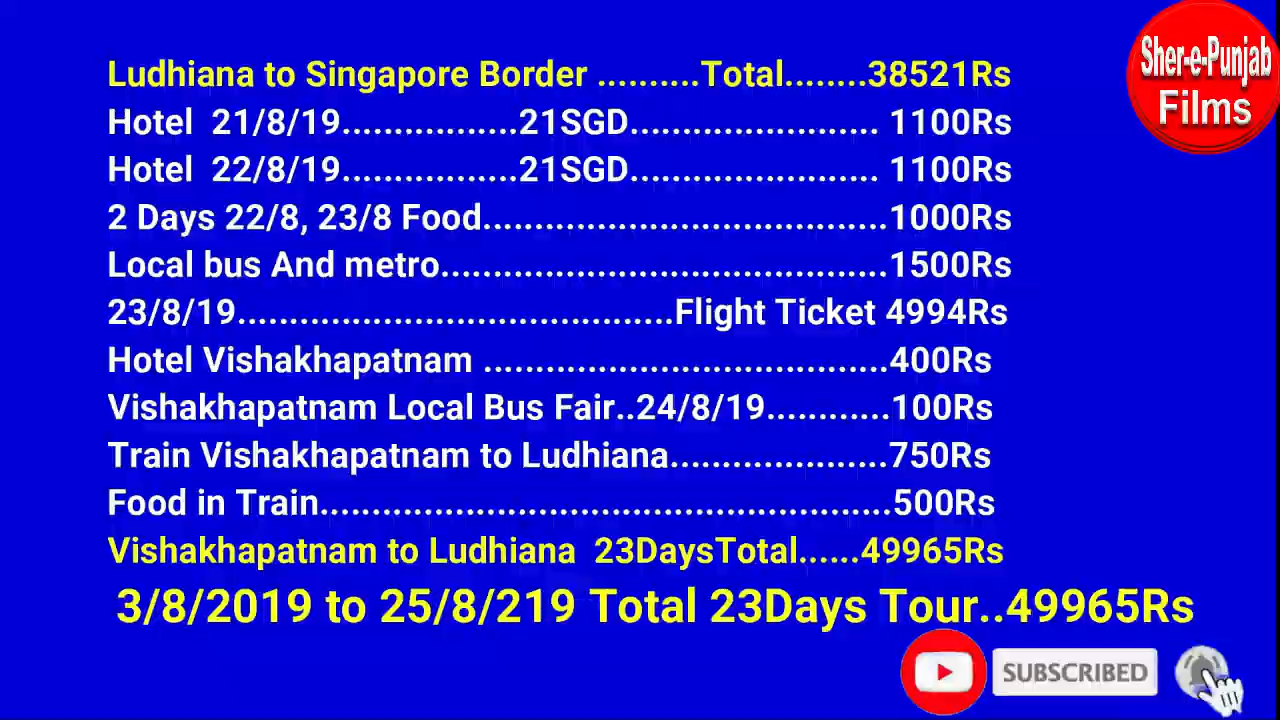 Ludhiana to Singapore Border ..........Total........38521Rs
Hotel 21/8/19.................21SGD........................ 1100Rs
Hotel 22/8/19.................21SGD........................ 1100Rs
2 Days 22/8, 23/8 Food.......................................1000Rs
Local bus And metro...........................................1500Rs
23/8/19..........................................Flight Ticket 4994Rs
Hotel Vishakhapatnam .......................................400Rs
Vishakhapatnam Local Bus Fair..24/8/19............100Rs
Train Vishakhapatnam to Ludhiana.....................750Rs
Food in Train.......................................................500Rs
Vishakhapatnam to Ludhiana 23DaysTotal......49965Rs
3/8/2019 to 25/8/219 Total 23Days Tour..49965Rs
Sher-e-Punjab
Films
SUBSCRIBED